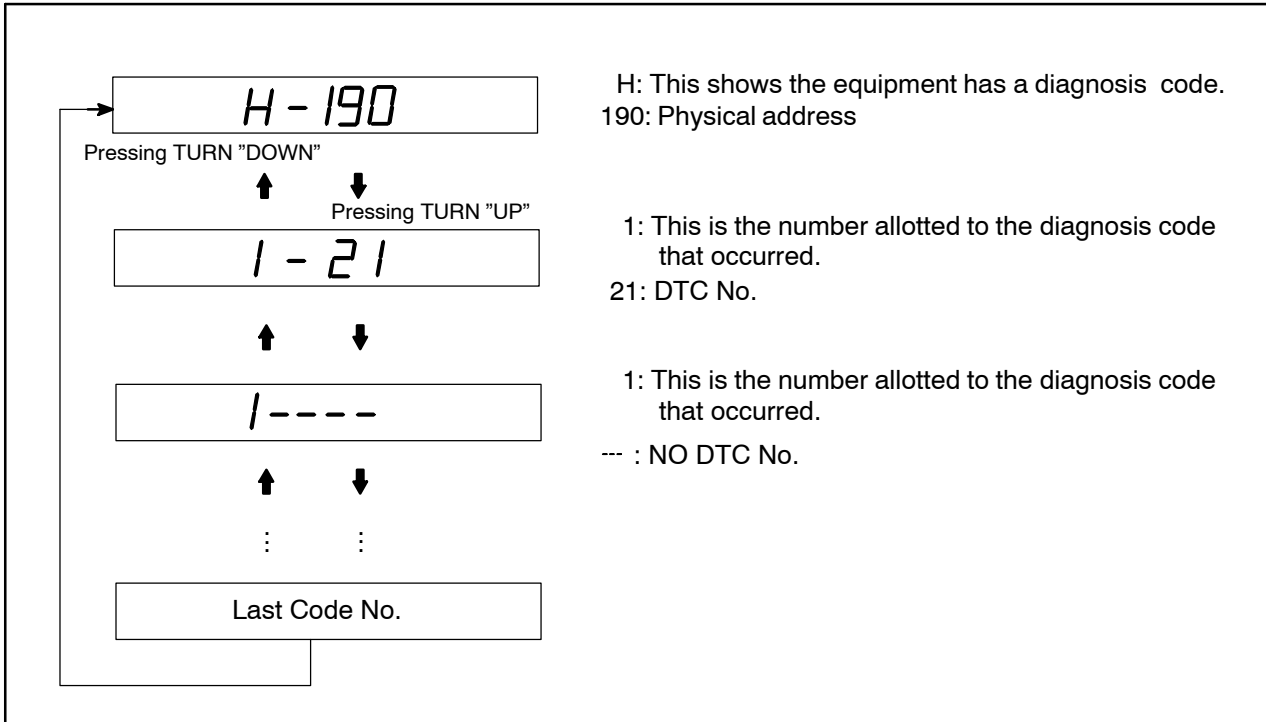 H-190
H: This shows the equipment has a diagnosis code.
190: Physical address
Pressing TURN ”DOWN”
Pressing TURN ”UP”
1-21
1: This is the number allotted to the diagnosis code
that occurred.
21: DTC No.
1----
1: This is the number allotted to the diagnosis code
that occurred.
--- : NO DTC No.
Last Code No.